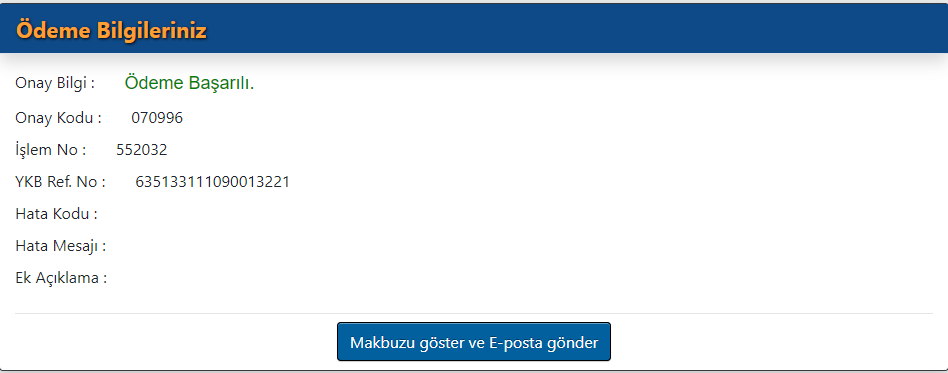 Ödeme Bilgileriniz
Onay Bilgi : Ödeme Başarılı.
Onay Kodu : 070996
İşlem No : 552032
YKB Ref. No : 635133111090013221
Hata Kodu :
Hata Mesajı :
Ek Açıklama :
Makbuzu göster ve E-posta gönder